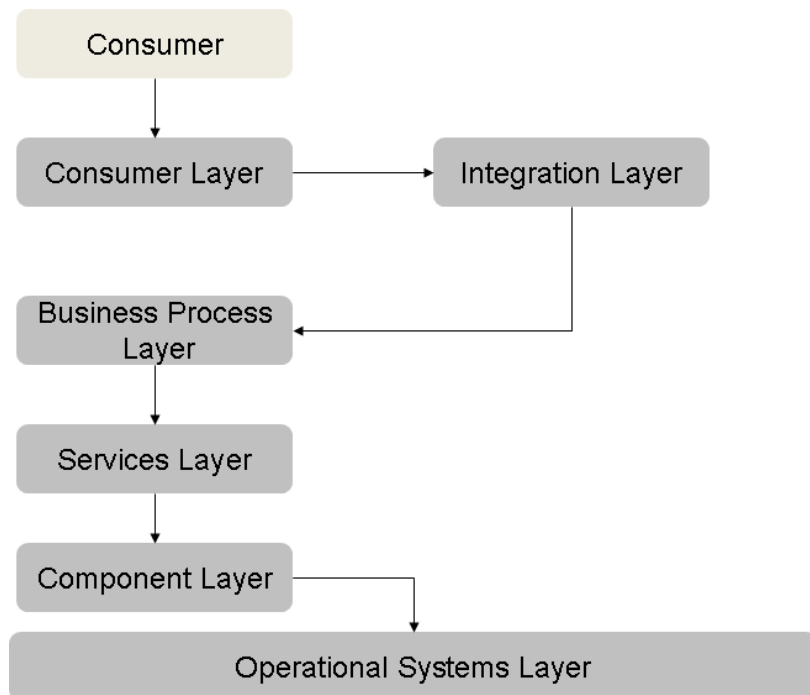 Consumer
Consumer Layer
Integration Layer
Business Process
Layer
Services Layer
Component Layer
Operational Systems Layer